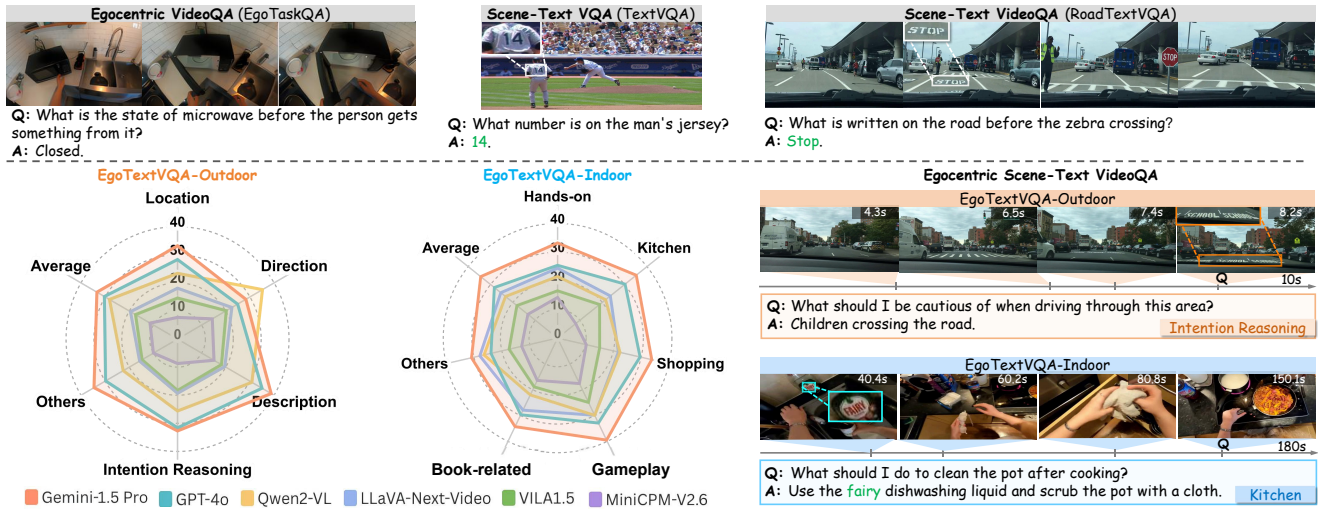 Egocentric VideoQA (EgoTaskQA)
Q: What is the state of microwave before the person gets
something from it?
A: Closed.
Scene-Text VQA (TextVQA)
14
14
Q: What number is on the man's jersey?
A: 14.
Scene-Text VideoQA (RoadTextVQA)
STOP
STOP
STOP
Q: What is written on the road before the zebra crossing?
A: Stop.
EgoTextVQA-Outdoor
Location
40
30
20
10
0
Average
Direction
Others
Description
Intention Reasoning
EgoTextVQA-Indoor
Hands-on
40
30
20
10
0
Average
Kitchen
Others
Shopping
Book-related
Gameplay
Gemini-1.5 Pro
GPT-4o
Qwen2-VL
LLaVA-Next-Video
VILA1.5
MiniCPM-V2.6
Egocentric Scene-Text VideoQA
EgoTextVQA-Outdoor
4.3s
6.5s
7.4s
8.2s
SCHOOL SCHOOL
Q
10s
Q: What should I be cautious of when driving through this area?
A: Children crossing the road.
Intention Reasoning
EgoTextVQA-Indoor
40.4s
60.2s
80.8s
150.1s
FAIRY
Q
180s
Q: What should I do to clean the pot after cooking?
A: Use the fairy dishwashing liquid and scrub the pot with a cloth.
Kitchen